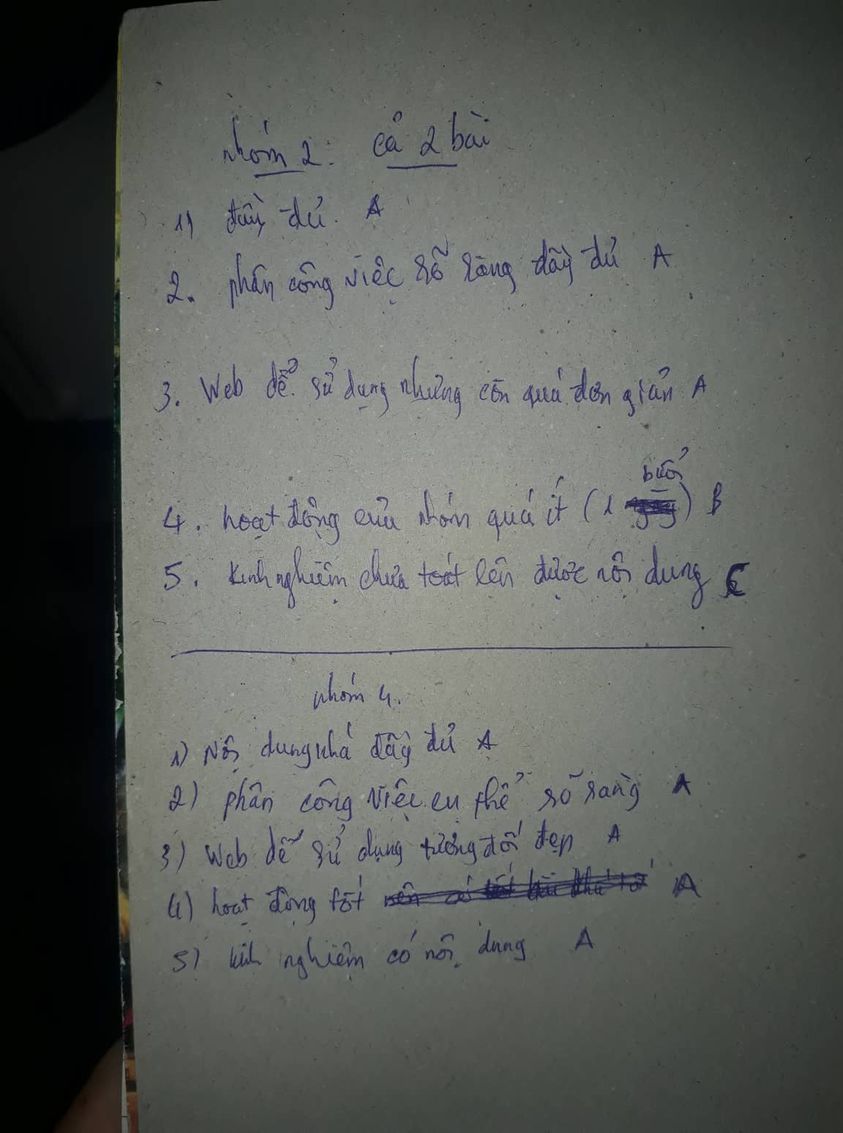 nhóm 2: cả 2 bài
1) đầy đủ. A
2. phân công việc rõ ràng đầy đủ A
3. Web dễ sử dụng nhưng còn quá đơn giản A
buổi
4. hoạt động của nhóm quá ít (1 ) B
5. Kinh nghiệm chưa toát lên được nội dung C
nhóm 4.
1) Nội dung khá đầy đủ A
2) phân công việc cụ thể rõ ràng A
3) Web dễ sử dụng tương đối đẹp A
4) hoạt động tốt A
5) kinh nghiệm có nội dung A